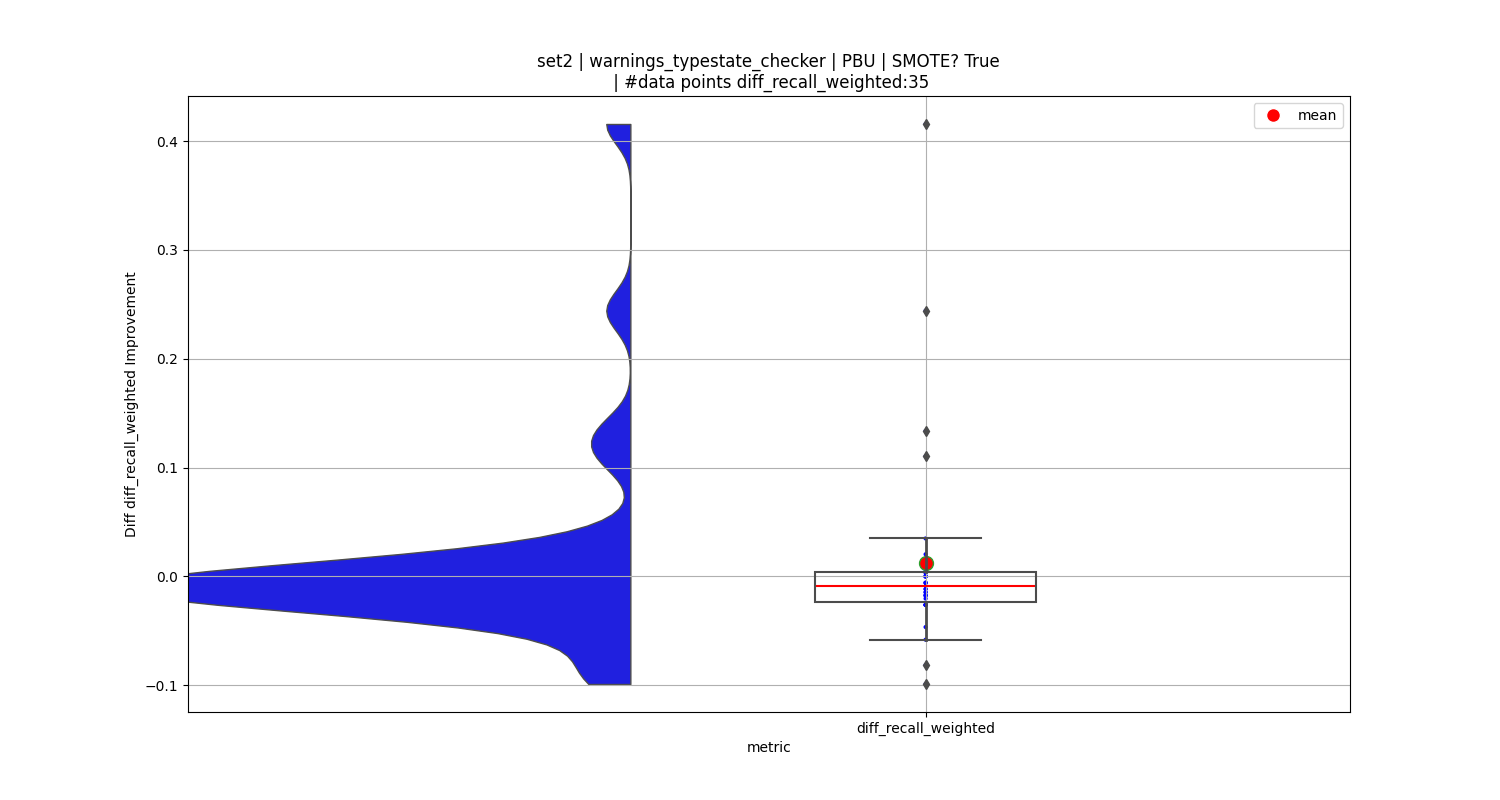 set2 | warnings_typestate_checker | PBU | SMOTE? True
| #data points diff_recall_weighted:35
mean
0.4
0.3
0.2
0.1
0.0
−0.1
Diff diff_recall_weighted Improvement
diff_recall_weighted
metric